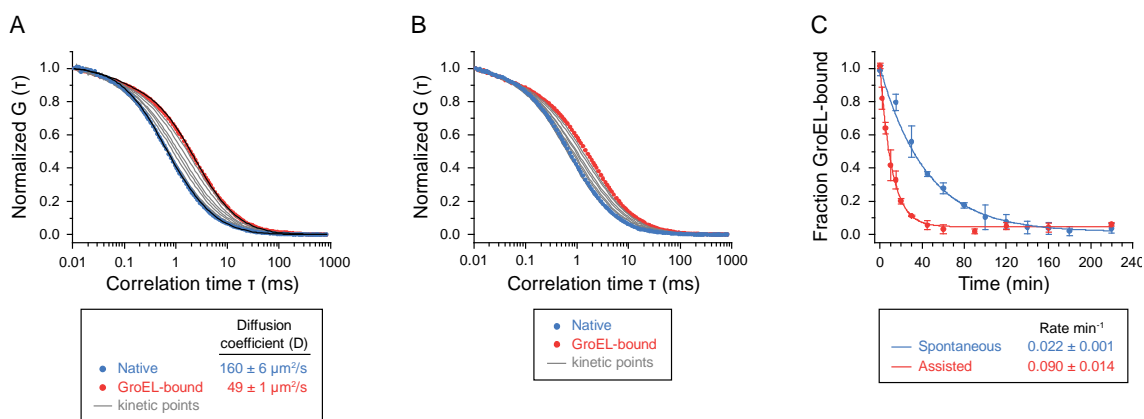 A
Normalized G (τ)
1.0
0.8
0.6
0.4
0.2
0.0
0.01 0.1 1 10 100 1000
Correlation time τ (ms)
Diffusion
coefficient (D)
Native 160 ± 6 µm²/s
GroEL-bound 49 ± 1 µm²/s
kinetic points
B
Normalized G (τ)
1.0
0.8
0.6
0.4
0.2
0.0
0.01 0.1 1 10 100 1000
Correlation time τ (ms)
Native
GroEL-bound
kinetic points
C
Fraction GroEL-bound
1.0
0.8
0.6
0.4
0.2
0.0
0 40 80 120 160 200 240
Time (min)
Rate min⁻¹
Spontaneous 0.022 ± 0.001
Assisted 0.090 ± 0.014